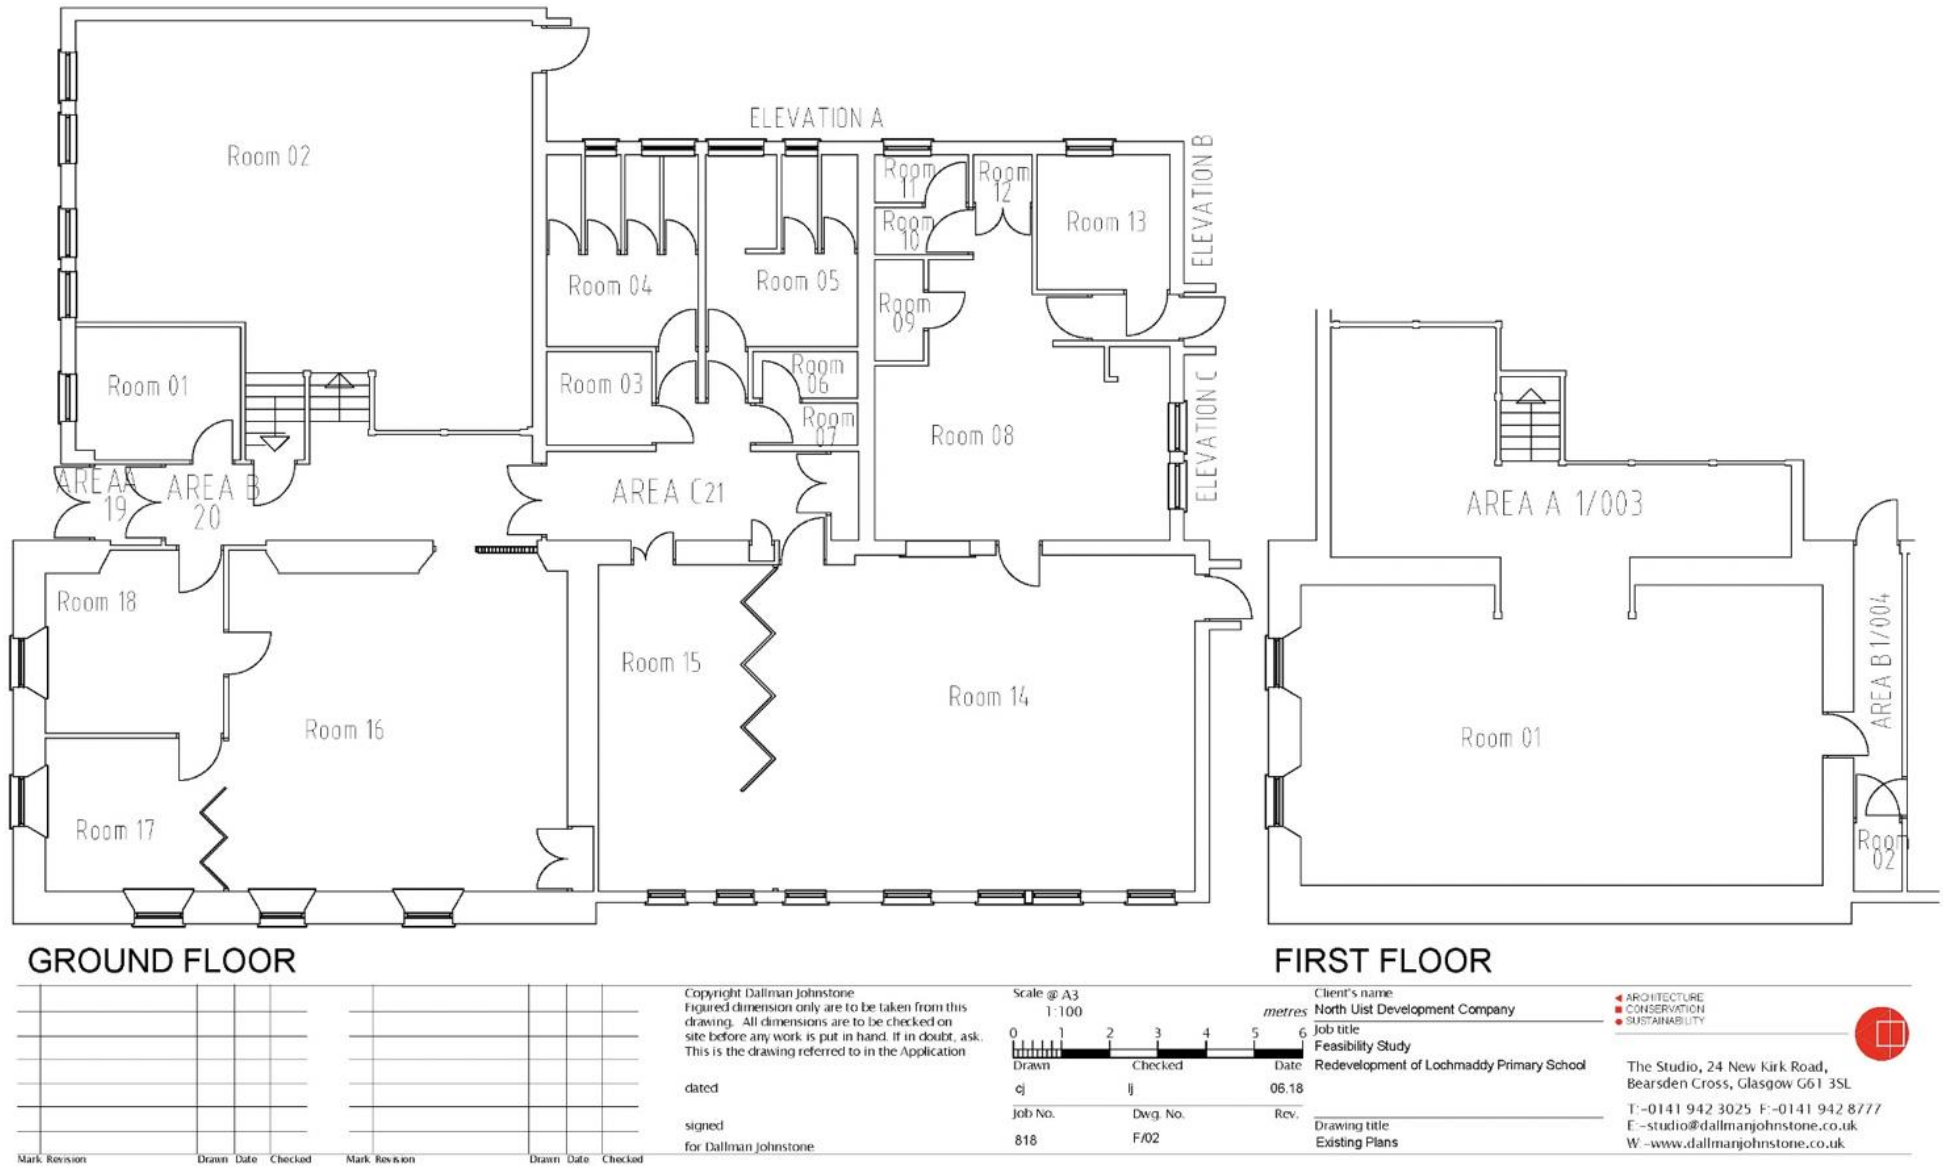 ELEVATION A
ELEVATION B
ELEVATION C
Room 02
Room 01
Room 04
Room 05
Room 03
Room
06
Room
07
Room
11
Room
10
Room
12
Room 13
Room
09
Room 08
AREA A
19
AREA B
20
AREA C21
Room 18
Room 17
Room 16
Room 15
Room 14
AREA A 1/003
AREA B1/004
Room 01
Room
02
GROUND FLOOR
FIRST FLOOR
Mark Revision Drawn Date Checked
Mark Revision Drawn Date Checked
Copyright Dallman Johnstone
Figured dimension only are to be taken from this
drawing. All dimensions are to be checked on
site before any work is put in hand. If in doubt, ask.
This is the drawing referred to in the Application
dated
signed
for Dallman Johnstone
Scale @ A3
1:100
metres
0 1 2 3 4 5 6
Drawn Checked Date
cj lj 06.18
Job No. Dwg. No. Rev.
818 F/02
Client's name
North Uist Development Company
Job title
Feasibility Study
Redevelopment of Lochmaddy Primary School
Drawing title
Existing Plans
ARCHITECTURE
CONSERVATION
SUSTAINABILITY
The Studio, 24 New Kirk Road,
Bearsden Cross, Glasgow G61 3SL
T:-0141 942 3025 F:-0141 942 8777
E:-studio@dallmanjohnstone.co.uk
W:-www.dallmanjohnstone.co.uk